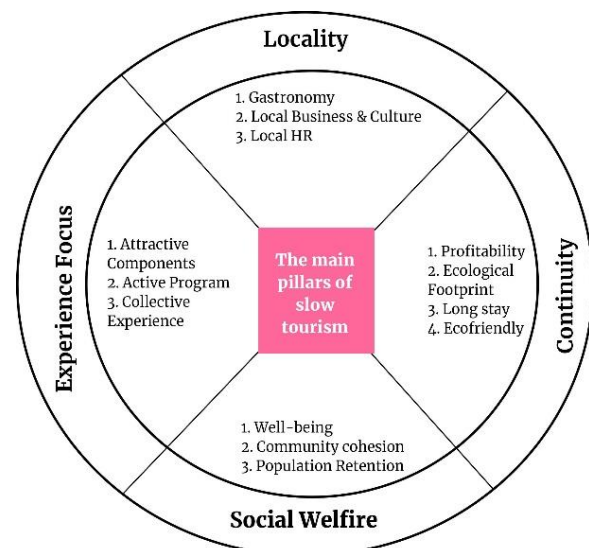 Locality
1. Gastronomy
2. Local Business & Culture
3. Local HR
Experience Focus
1. Attractive
Components
2. Active Program
3. Collective
Experience
The main
pillars of
slow
tourism
1. Profitability
2. Ecological
Footprint
3. Long stay
4. Ecofriendly
Continuity
1. Well-being
2. Community cohesion
3. Population Retention
Social Welfire